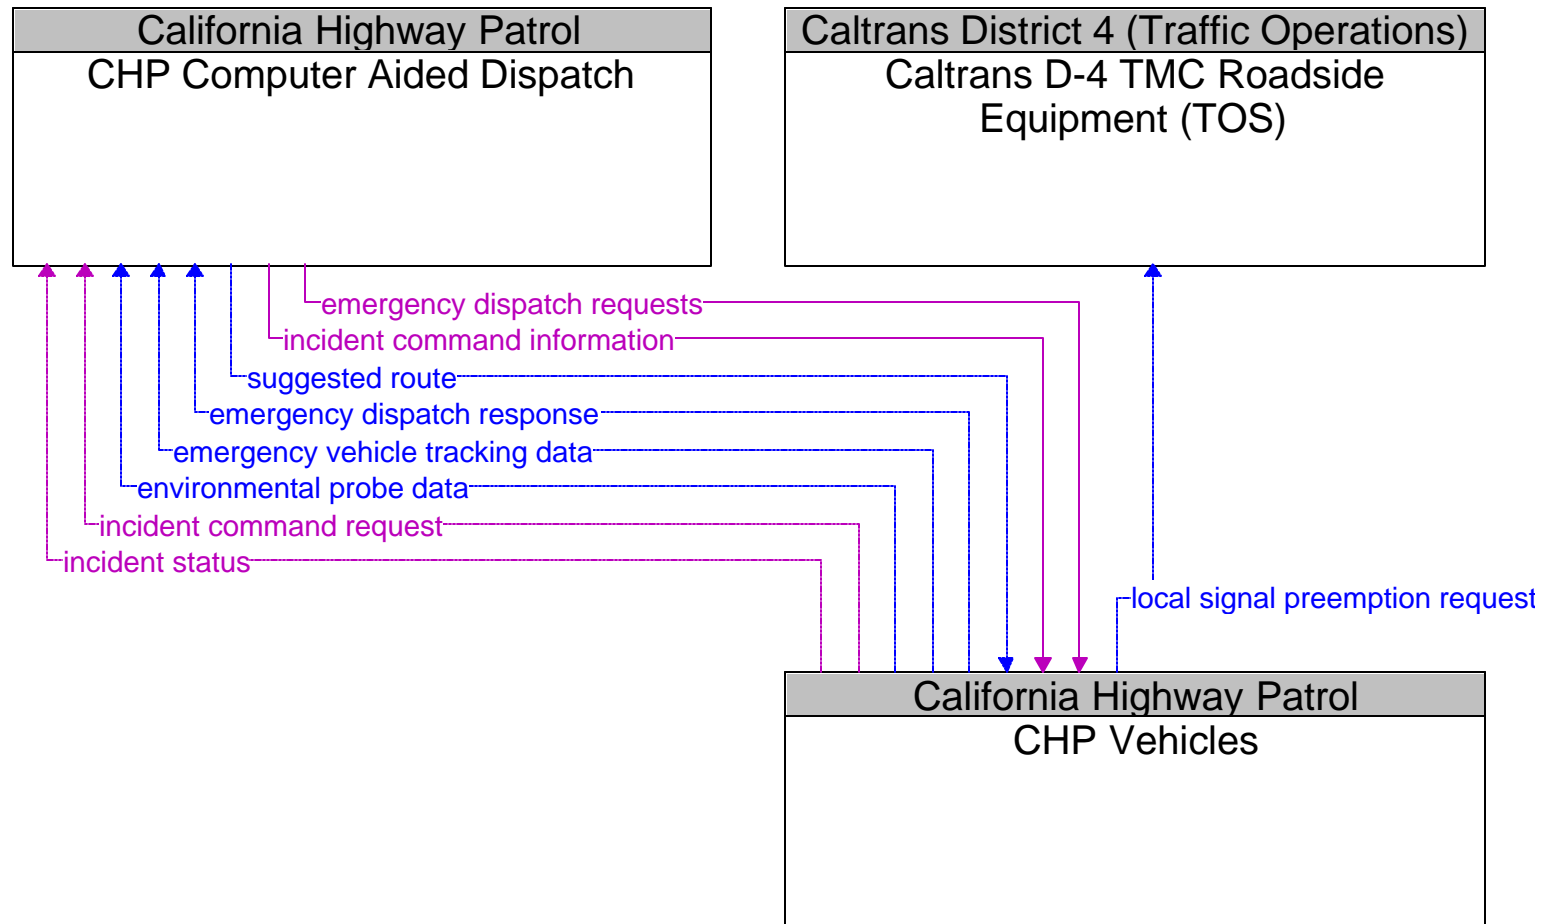 California Highway Patrol
CHP Computer Aided Dispatch
Caltrans District 4 (Traffic Operations)
Caltrans D-4 TMC Roadside
Equipment (TOS)
emergency dispatch requests
incident command information
suggested route
emergency dispatch response
emergency vehicle tracking data
environmental probe data
incident command request
incident status
local signal preemption request
California Highway Patrol
CHP Vehicles